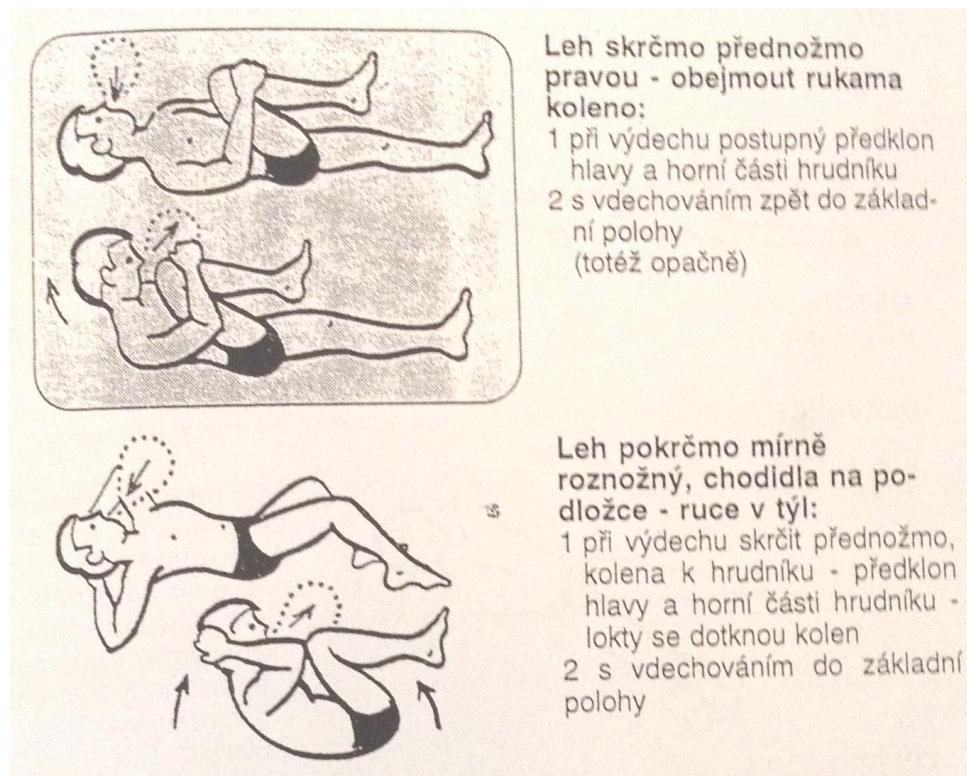 Leh skrčmo přednožmo
pravou - obejmout rukama
koleno:
1 při výdechu postupný předklon
hlavy a horní části hrudníku
2 s vdechováním zpět do základ-
ní polohy
(totéž opačně)
Leh pokrčmo mírně
roznožný, chodidla na po-
dložce - ruce v týl:
1 při výdechu skrčit přednožmo,
kolena k hrudníku - předklon
hlavy a horní části hrudníku -
lokty se dotknou kolen
2 s vdechováním do základní
polohy